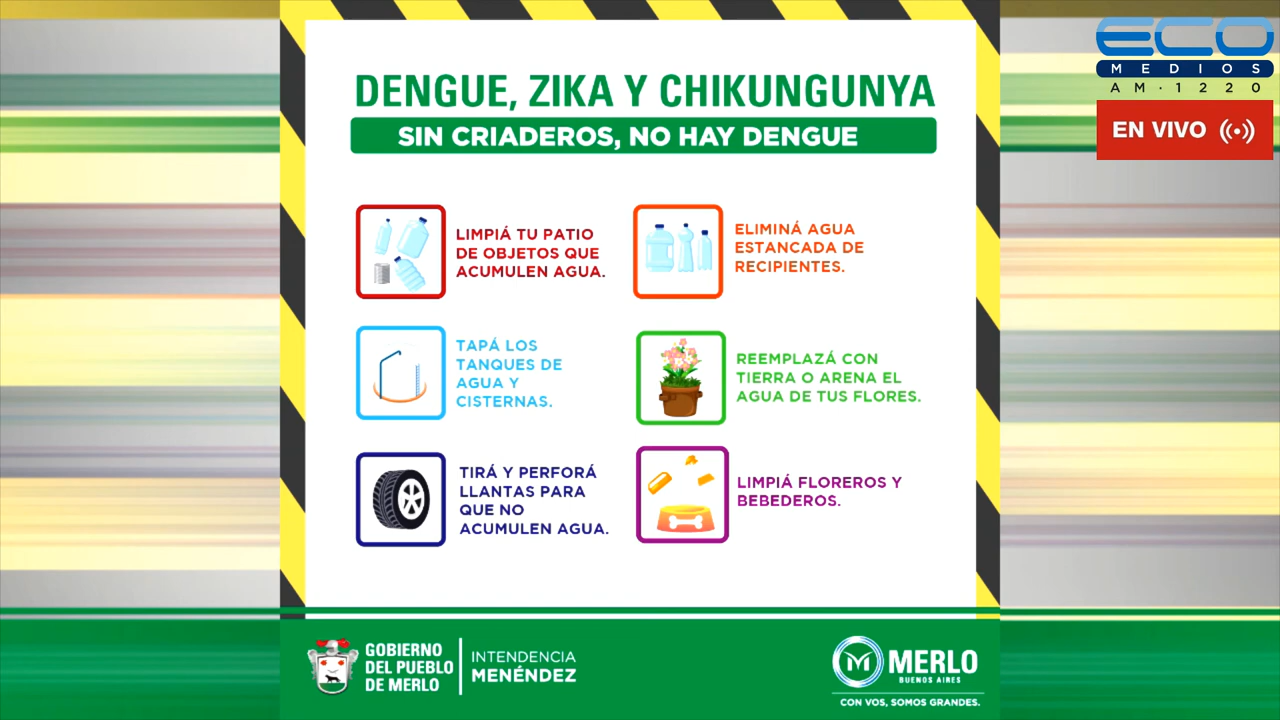 ECO
MEDIOS
AM·1220
EN VIVO
DENGUE, ZIKA Y CHIKUNGUNYA
SIN CRIADEROS, NO HAY DENGUE
LIMPIÁ TU PATIO
DE OBJETOS QUE
ACUMULEN AGUA.
ELIMINÁ AGUA
ESTANCADA DE
RECIPIENTES.
TAPÁ LOS
TANQUES DE
AGUA Y
CISTERNAS.
REEMPLAZÁ CON
TIERRA O ARENA EL
AGUA DE TUS FLORES.
TIRÁ Y PERFORÁ
LLANTAS PARA
QUE NO
ACUMULEN AGUA.
LIMPIÁ FLOREROS Y
BEBEDEROS.
GOBIERNO
DEL PUEBLO
DE MERLO
INTENDENCIA
MENÉNDEZ
MERLO
BUENOS AIRES
CON VOS, SOMOS GRANDES.